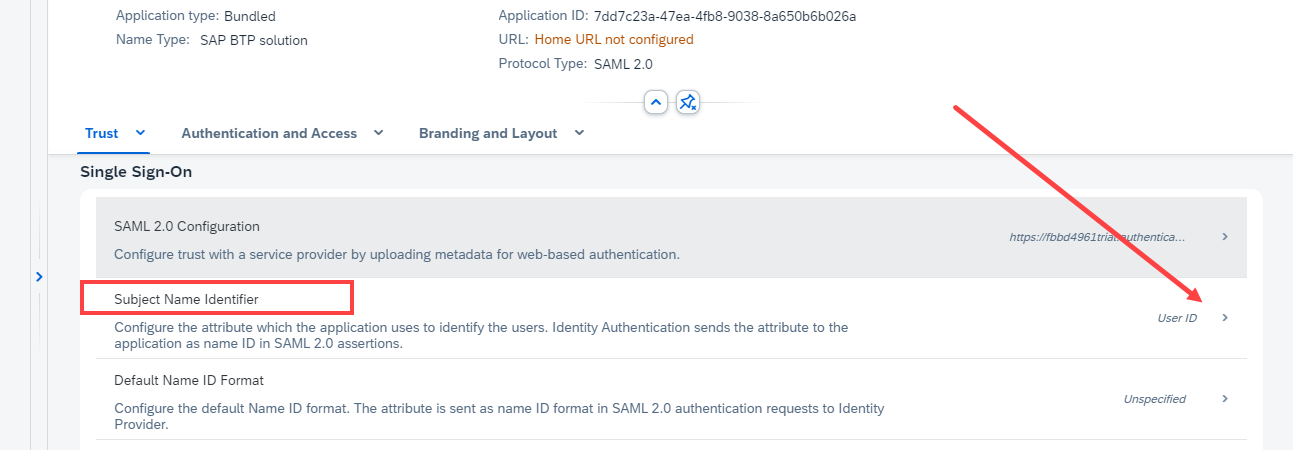 Application type: Bundled
Application ID: 7dd7c23a-47ea-4fb8-9038-8a650b6b026a
Name Type: SAP BTP solution
URL: Home URL not configured
Protocol Type: SAML 2.0
Trust
Authentication and Access
Branding and Layout
Single Sign-On
SAML 2.0 Configuration
Configure trust with a service provider by uploading metadata for web-based authentication.
https://fbbd4961trial.authentica...
Subject Name Identifier
Configure the attribute which the application uses to identify the users. Identity Authentication sends the attribute to the
application as name ID in SAML 2.0 assertions.
User ID
Default Name ID Format
Configure the default Name ID format. The attribute is sent as name ID format in SAML 2.0 authentication requests to Identity
Provider.
Unspecified